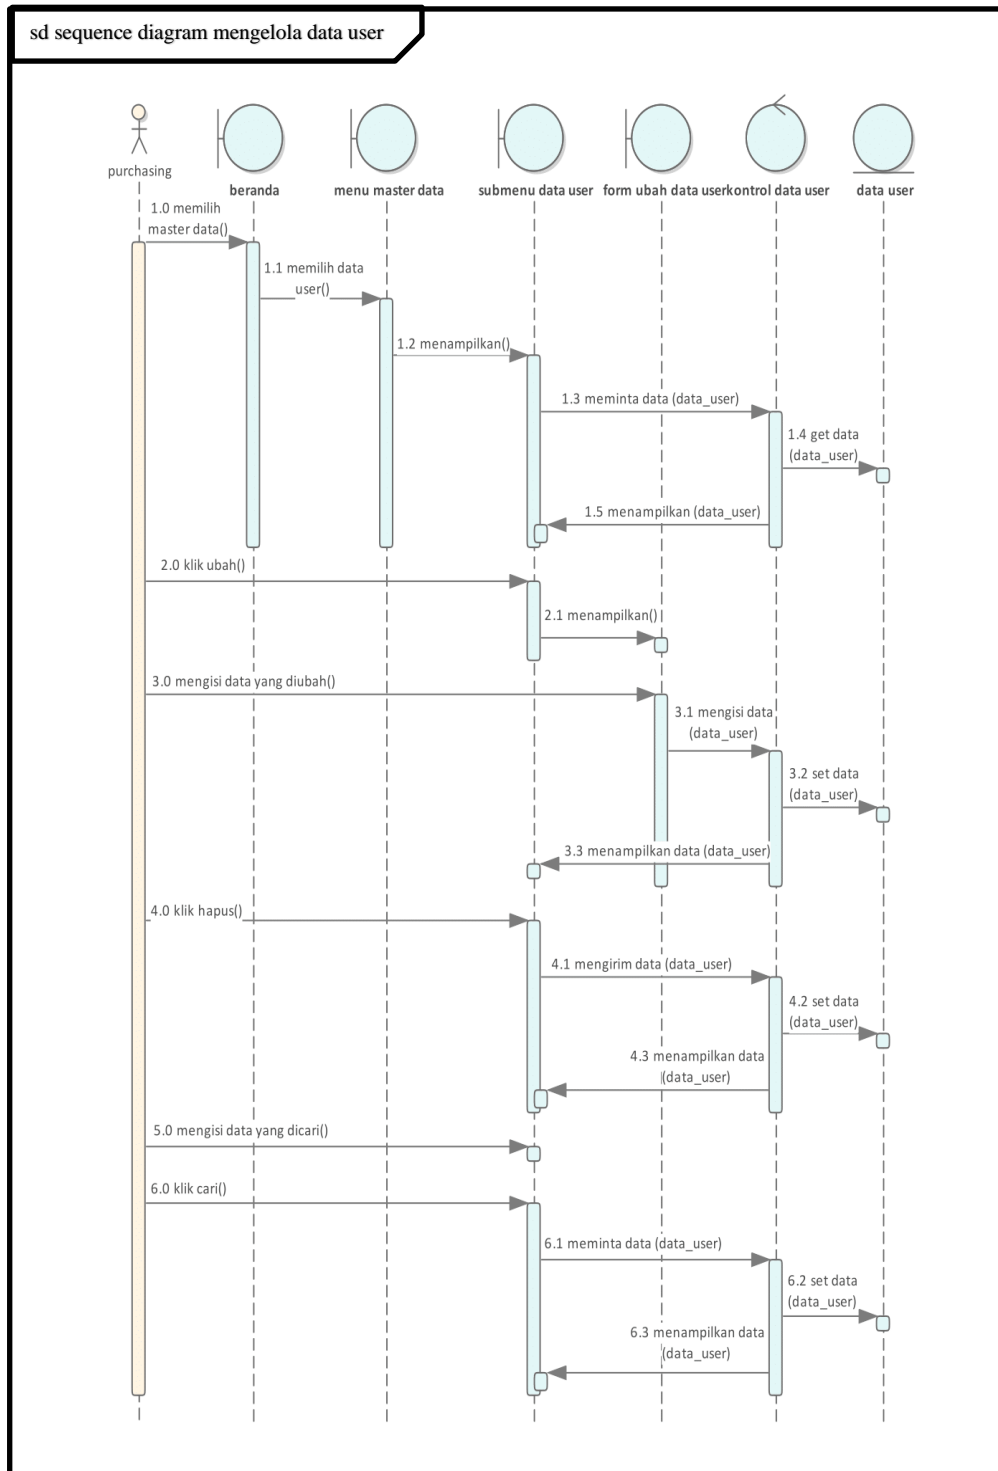 sd sequence diagram mengelola data user
purchasing
beranda
menu master data
submenu data user
form ubah data user
kontrol data user
data user
1.0 memilih
master data()
1.1 memilih data
user()
1.2 menampilkan()
1.3 meminta data (data_user)
1.4 get data
(data_user)
1.5 menampilkan (data_user)
2.0 klik ubah()
2.1 menampilkan()
3.0 mengisi data yang diubah()
3.1 mengisi data
(data_user)
3.2 set data
(data_user)
3.3 menampilkan data (data_user)
4.0 klik hapus()
4.1 mengirim data (data_user)
4.2 set data
(data_user)
4.3 menampilkan data
(data_user)
5.0 mengisi data yang dicari()
6.0 klik cari()
6.1 meminta data (data_user)
6.2 set data
(data_user)
6.3 menampilkan data
(data_user)